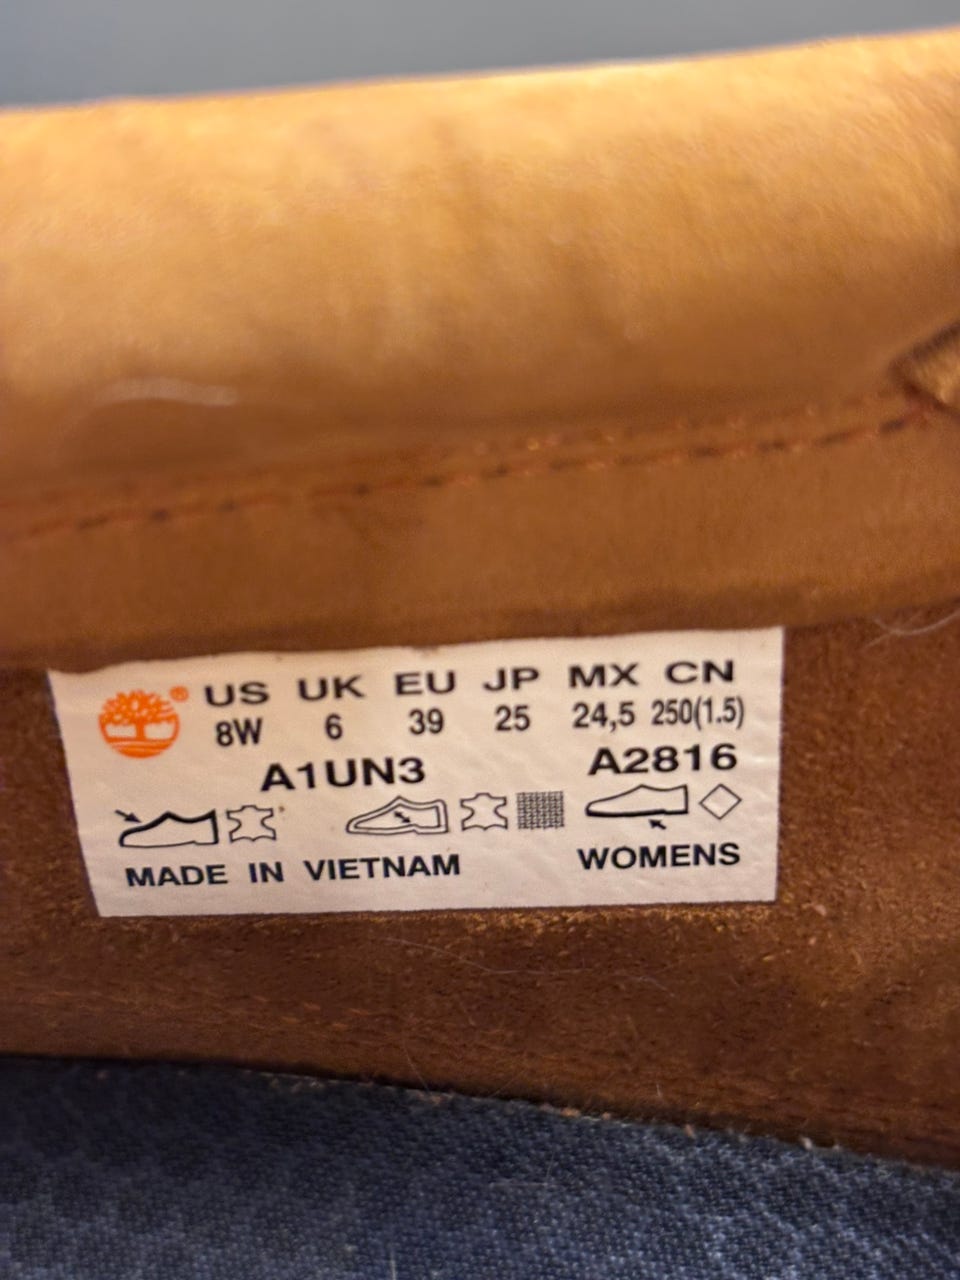 ® US UK EU JP MX CN
8W 6 39 25 24,5 250(1.5)
A1UN3 A2816
MADE IN VIETNAM WOMENS